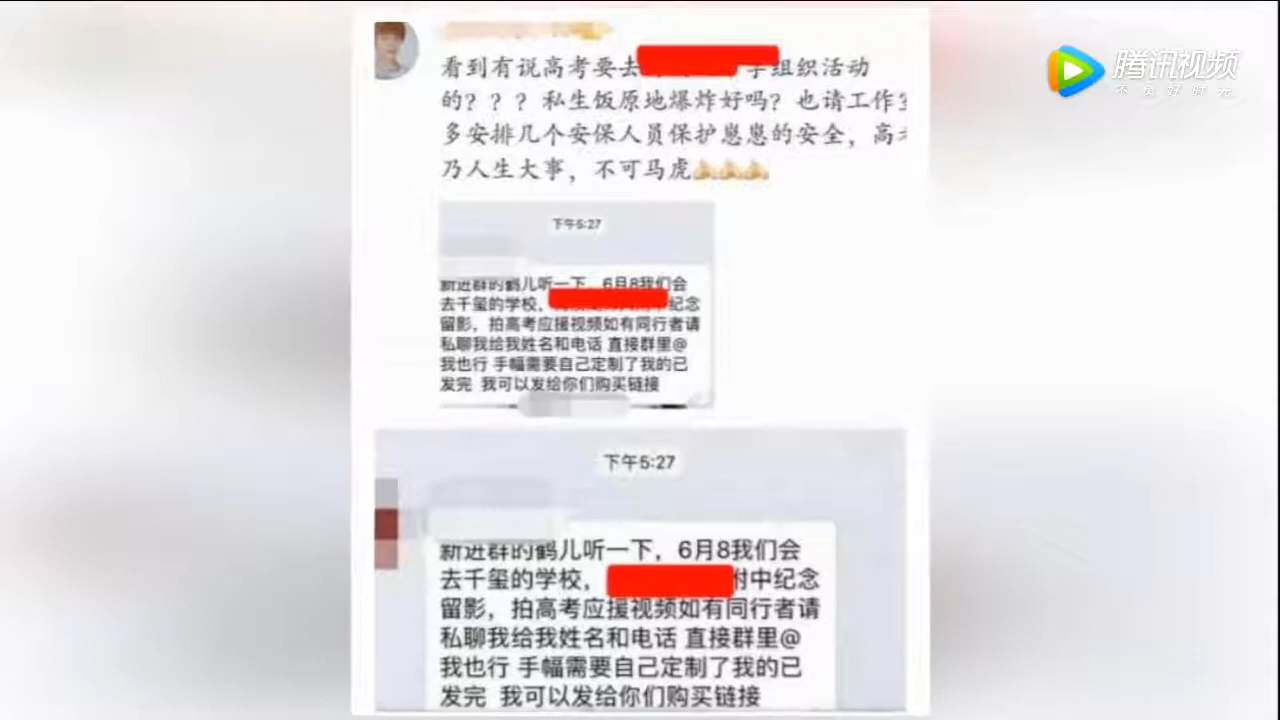 腾讯视频
不负好时光
看到有说高考要去 组织活动
的？？？私生饭原地爆炸好吗？也请工作
多安排几个安保人员保护崽崽的安全，高
乃人生大事，不可马虎
下午5:27
新进群的鹤儿听一下，6月8我们会
去千玺的学校， 纪念
留影，拍高考应援视频如有同行者请
私聊我给我姓名和电话 直接群里@
我也行 手幅需要自己定制了我的已
发完 我可以发给你们购买链接
下午5:27
新进群的鹤儿听一下，6月8我们会
去千玺的学校， 附中纪念
留影，拍高考应援视频如有同行者请
私聊我给我姓名和电话 直接群里@
我也行 手幅需要自己定制了我的已
发完 我可以发给你们购买链接